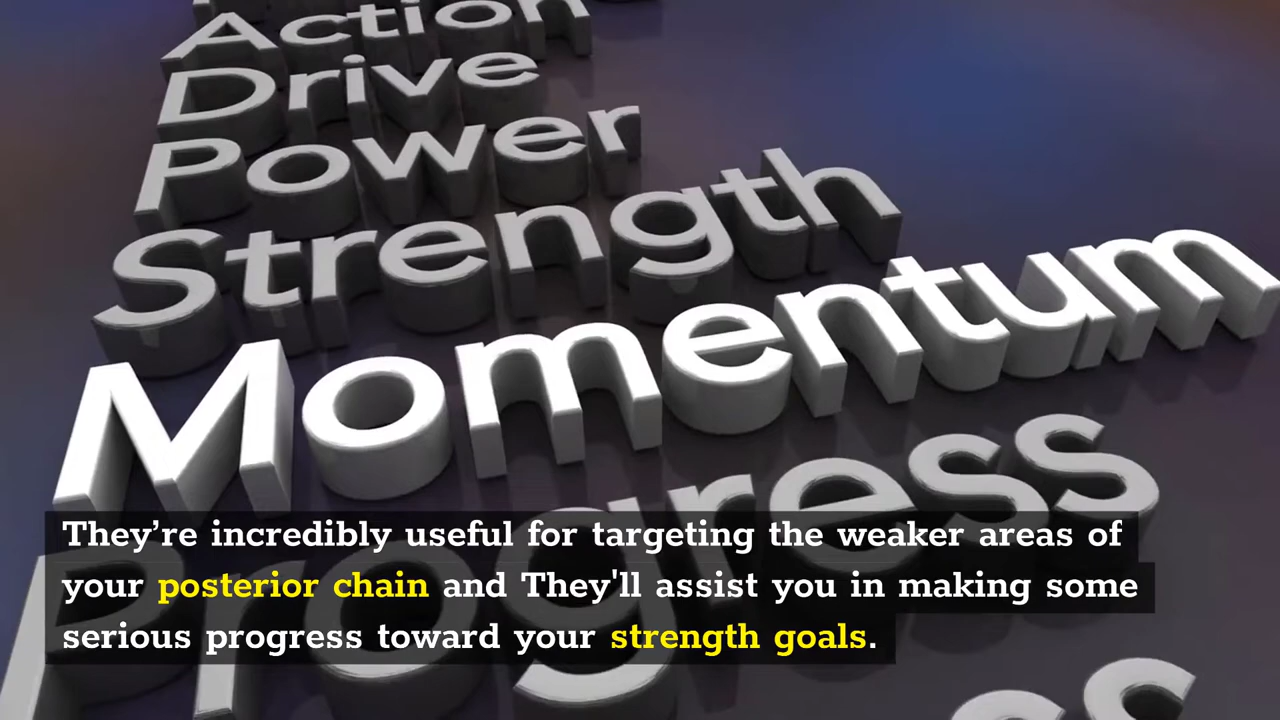 Action
Drive
Power
Strength
Momentum
Progress
They’re incredibly useful for targeting the weaker areas of
your posterior chain and They'll assist you in making some
serious progress toward your strength goals.